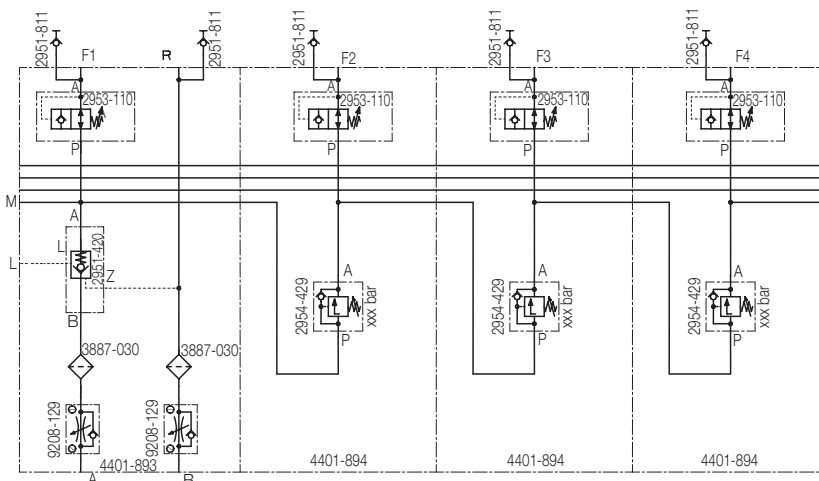 2951-811
F1
R
2951-811
2951-811
F2
2951-811
F3
2951-811
F4
A
2953-110
A
2953-110
A
2953-110
A
2953-110
P
P
P
P
M
A
L
L
2951-420
Z
B
A
2954-429
xxx bar
P
A
2954-429
xxx bar
P
A
2954-429
xxx bar
P
3887-030
3887-030
9208-129
9208-129
4401-893
4401-894
4401-894
4401-894
A
B